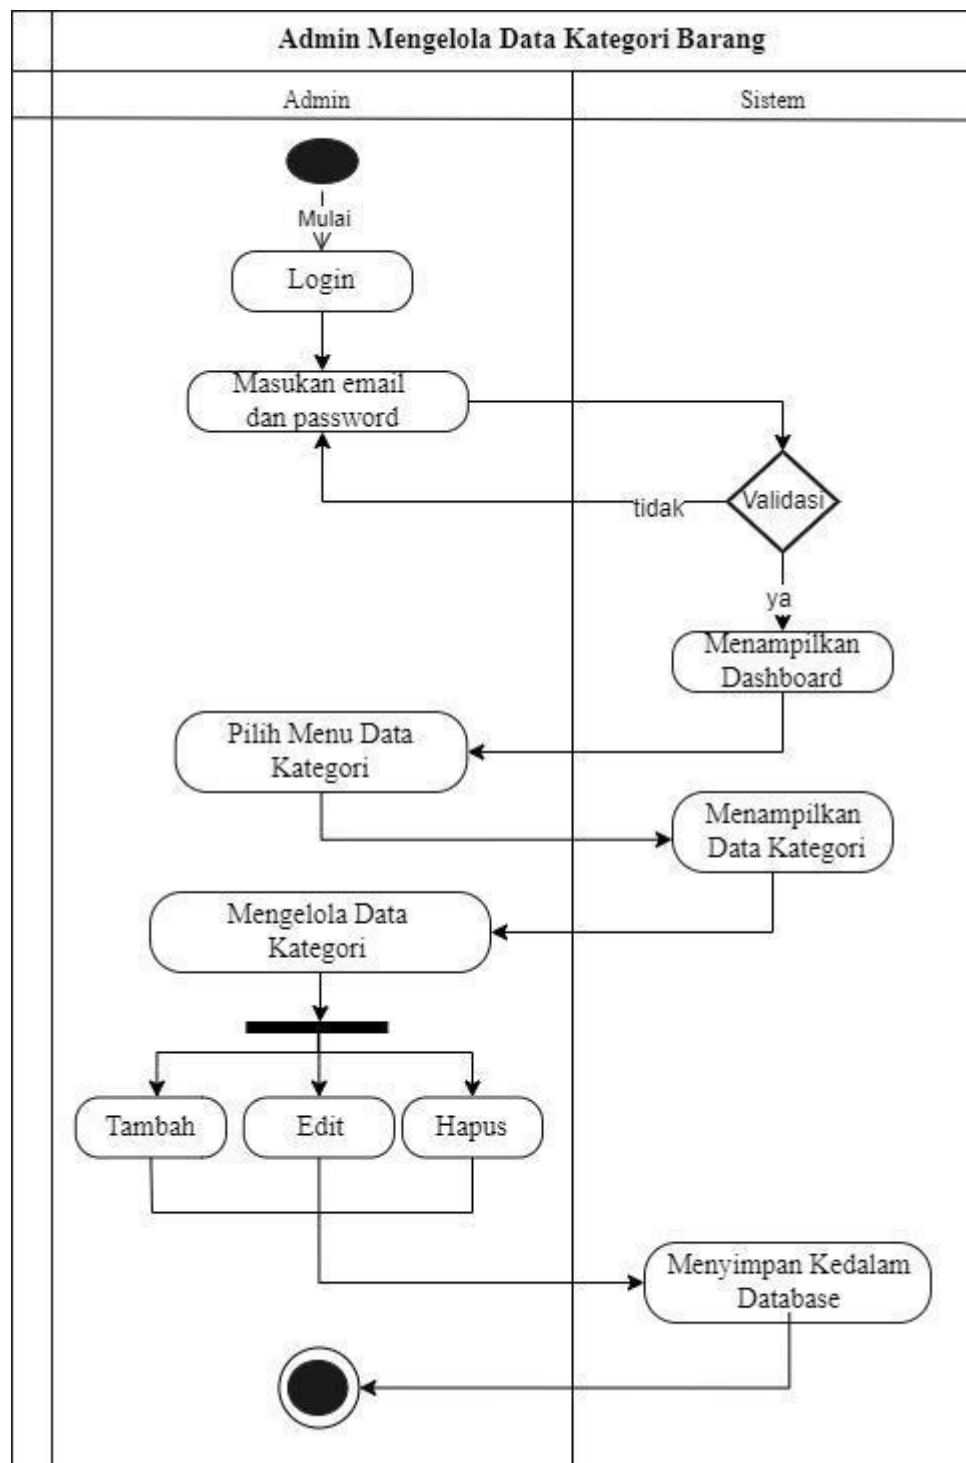 Admin Mengelola Data Kategori Barang
Admin
Sistem
Mulai
Login
Masukan email
dan password
Validasi
tidak
ya
Menampilkan
Dashboard
Pilih Menu Data
Kategori
Menampilkan
Data Kategori
Mengelola Data
Kategori
Tambah
Edit
Hapus
Menyimpan Kedalam
Database